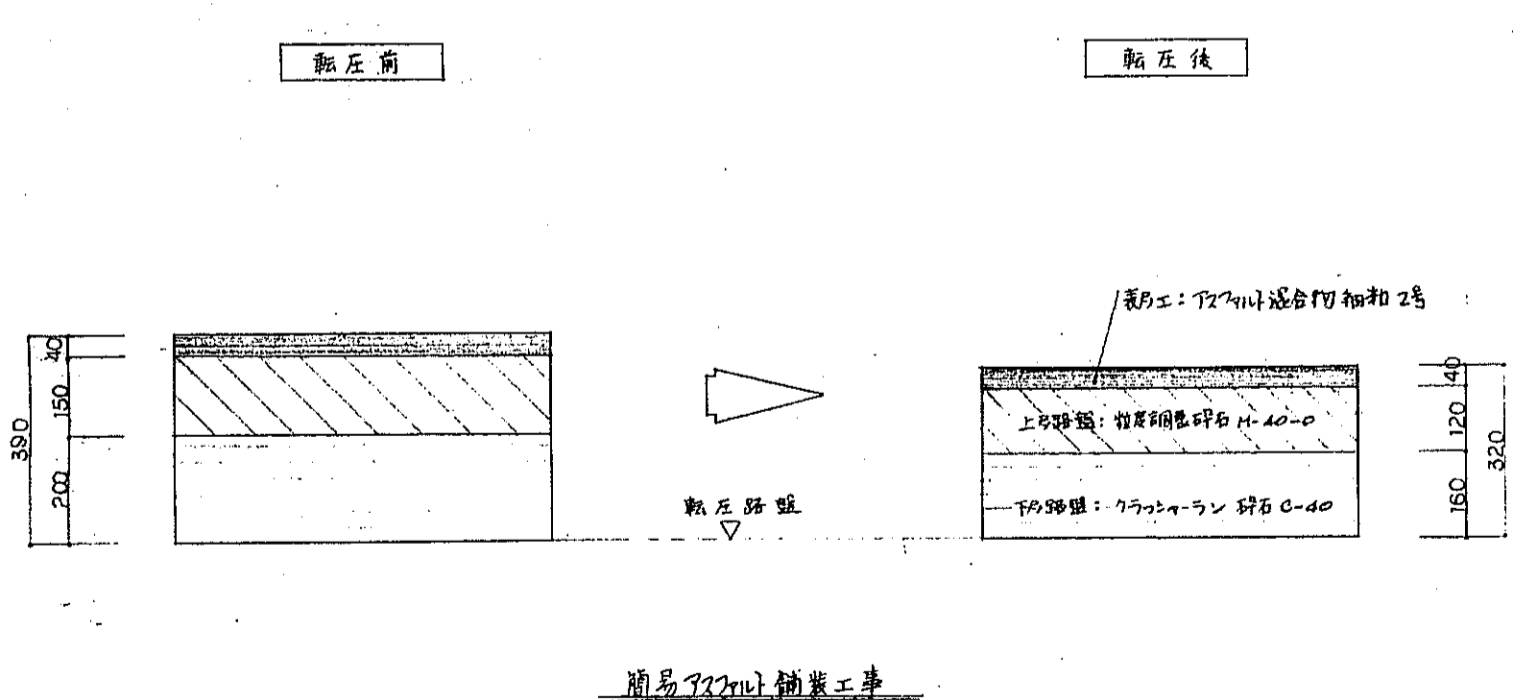 転圧前
転圧後
表层工：アスファルト混合物 細粒 2号
40
150
200
390
上层路盤：粒度調整砕石 M-40-0
下层路盤：クラッシャーラン 砕石 C-40
40
120
160
320
転圧路盤
簡易アスファルト舗装工事